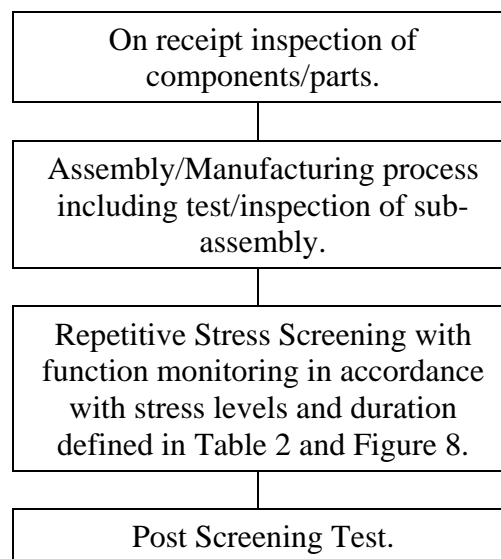 On receipt inspection of
components/parts.
Assembly/Manufacturing process
including test/inspection of sub-
assembly.
Repetitive Stress Screening with
function monitoring in accordance
with stress levels and duration
defined in Table 2 and Figure 8.
Post Screening Test.